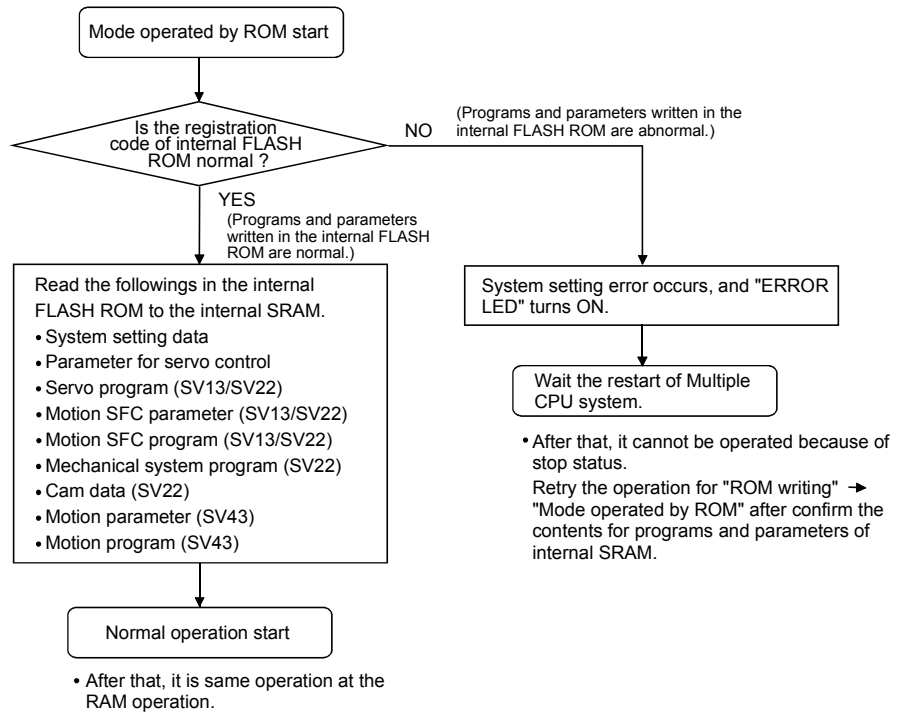 Mode operated by ROM start
Is the registration
code of internal FLASH
ROM normal ?
NO
(Programs and parameters written in the
internal FLASH ROM are abnormal.)
YES
(Programs and parameters
written in the internal FLASH
ROM are normal.)
Read the followings in the internal
FLASH ROM to the internal SRAM.
• System setting data
• Parameter for servo control
• Servo program (SV13/SV22)
• Motion SFC parameter (SV13/SV22)
• Motion SFC program (SV13/SV22)
• Mechanical system program (SV22)
• Cam data (SV22)
• Motion parameter (SV43)
• Motion program (SV43)
Normal operation start
• After that, it is same operation at the
RAM operation.
System setting error occurs, and "ERROR
LED" turns ON.
Wait the restart of Multiple
CPU system.
• After that, it cannot be operated because of
stop status.
Retry the operation for "ROM writing" →
"Mode operated by ROM" after confirm the
contents for programs and parameters of
internal SRAM.